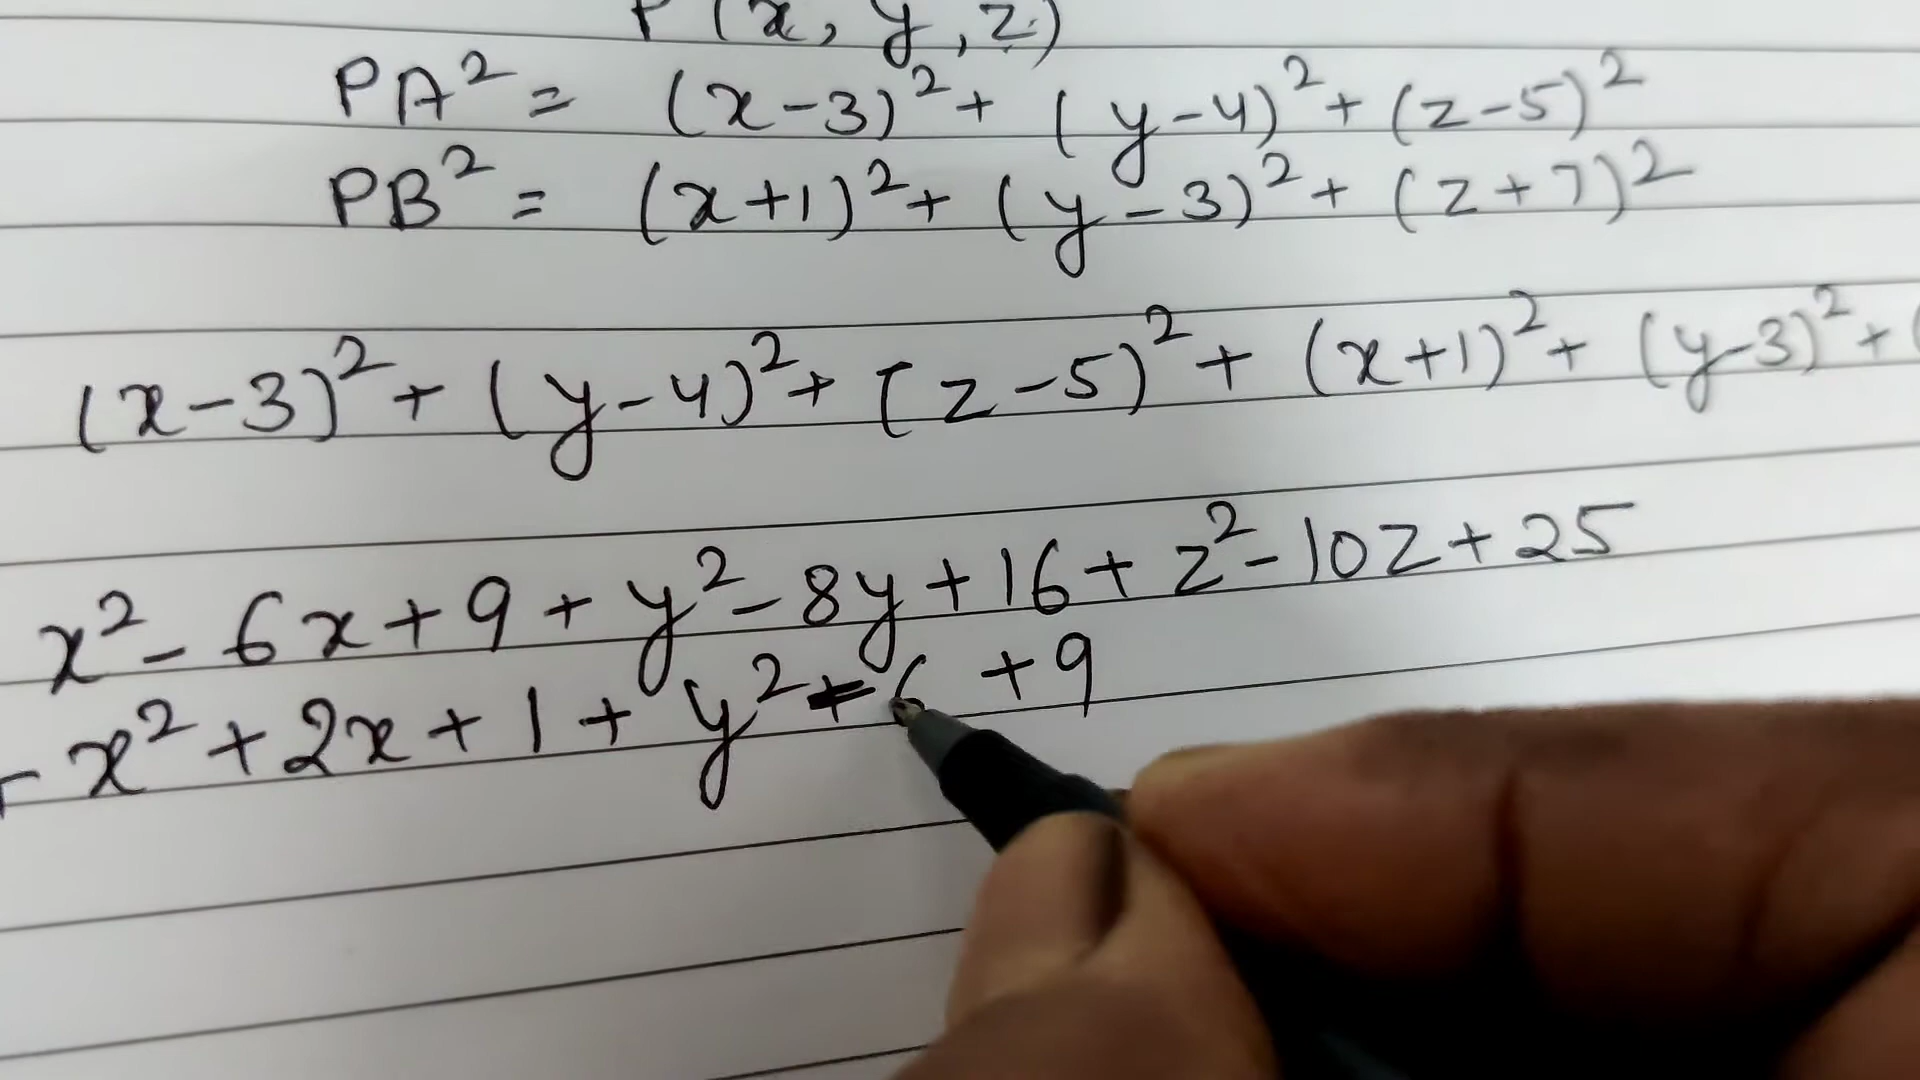 P(x, y, z)
PA² = (x-3)² + (y-4)² + (z-5)²
PB² = (x+1)² + (y-3)² + (z+7)²
(x-3)² + (y-4)² + (z-5)² + (x+1)² + (y-3)² + (
x² - 6x + 9 + y² - 8y + 16 + z² - 10z + 25
+ x² + 2x + 1 + y² - 6 + 9